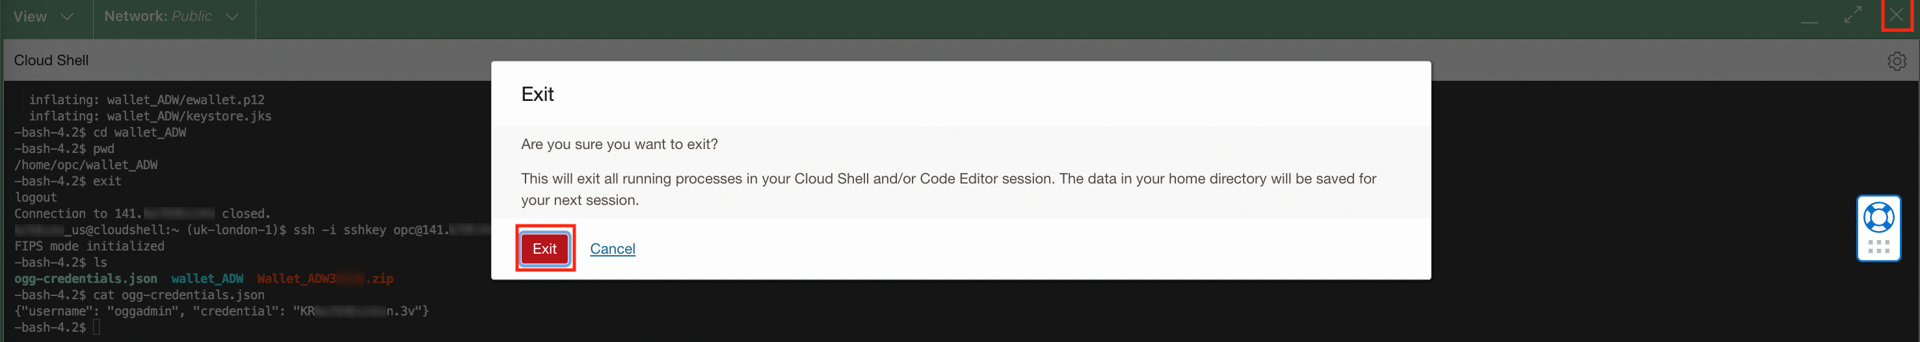 View Network: Public
Cloud Shell
inflating: wallet_ADW/ewallet.p12
inflating: wallet_ADW/keystore.jks
-bash-4.2$ cd wallet_ADW
-bash-4.2$ pwd
/home/opc/wallet_ADW
-bash-4.2$ exit
logout
Connection to 141. closed.
_us@cloudshell:~ (uk-london-1)$ ssh -i sshkey opc@141.
FIPS mode initialized
-bash-4.2$ ls
ogg-credentials.json wallet_ADW Wallet_ADW3 .zip
-bash-4.2$ cat ogg-credentials.json
{"username": "oggadmin", "credential": "KR n.3v"}
-bash-4.2$
Exit
Are you sure you want to exit?
This will exit all running processes in your Cloud Shell and/or Code Editor session. The data in your home directory will be saved for
your next session.
Exit Cancel